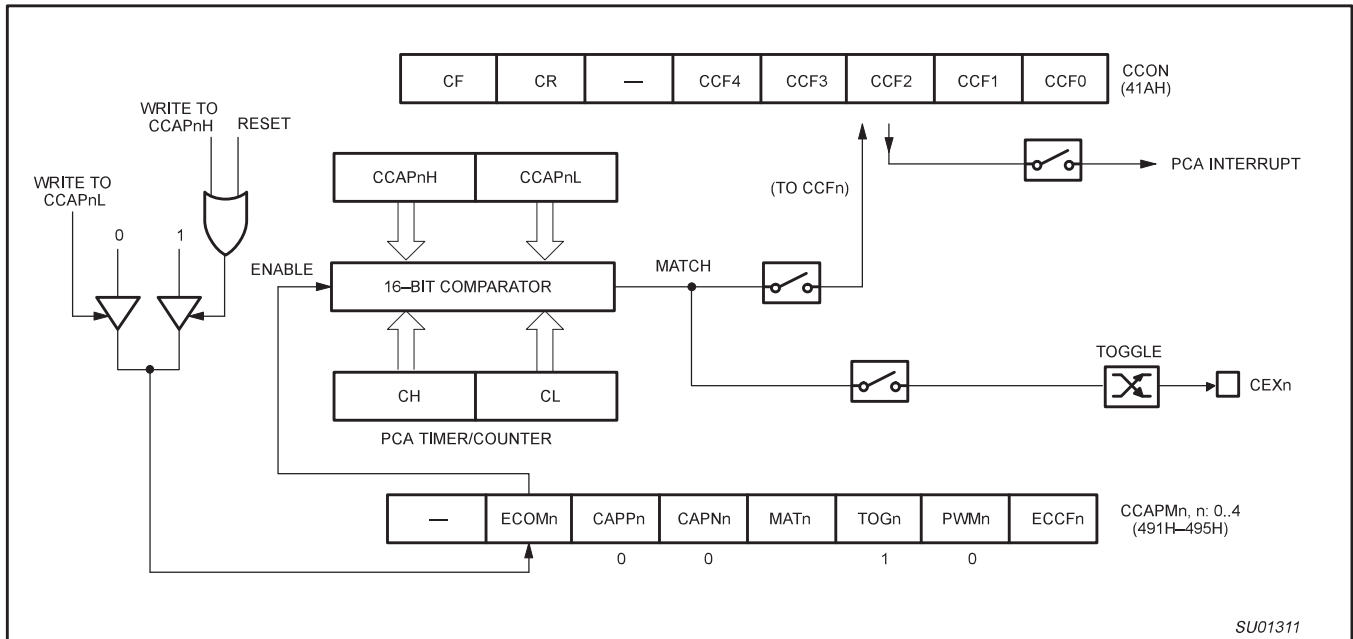 CF CR — CCF4 CCF3 CCF2 CCF1 CCF0
CCON
(41AH)
WRITE TO
CCAPnH RESET
PCA INTERRUPT
CCAPnH CCAPnL
(TO CCFn)
WRITE TO
CCAPnL
0 1
ENABLE
16–BIT COMPARATOR
MATCH
TOGGLE
CH CL
CEXn
PCA TIMER/COUNTER
— ECOMn CAPPn CAPNn MATn TOGn PWMn ECCFn
CCAPMn, n: 0..4
(491H–495H)
0 0 1 0
SU01311